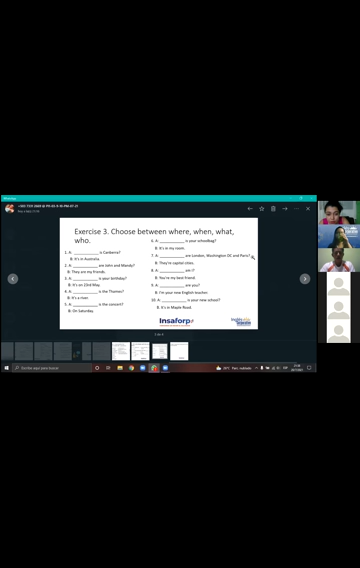 Exercise 3. Choose between where, when, what,
who.
1. A: ____________ is Canberra?
B: It's in Australia.
2. A: ____________ are John and Mandy?
B: They are my friends.
3. A: ____________ is your birthday?
B: It's on 23rd May.
4. A: ____________ is the Thames?
B: It's a river.
5. A: ____________ is the concert?
B: On Saturday.
6. A: ____________ is your schoolbag?
B: It's in my room.
7. A: ____________ are London, Washington DC and Paris?
B: They're capital cities.
8. A: ____________ am I?
B: You're my best friend.
9. A: ____________ are you?
B: I'm your new English teacher.
10. A: ____________ is your new school?
B: It's in Maple Road.
Insaforp